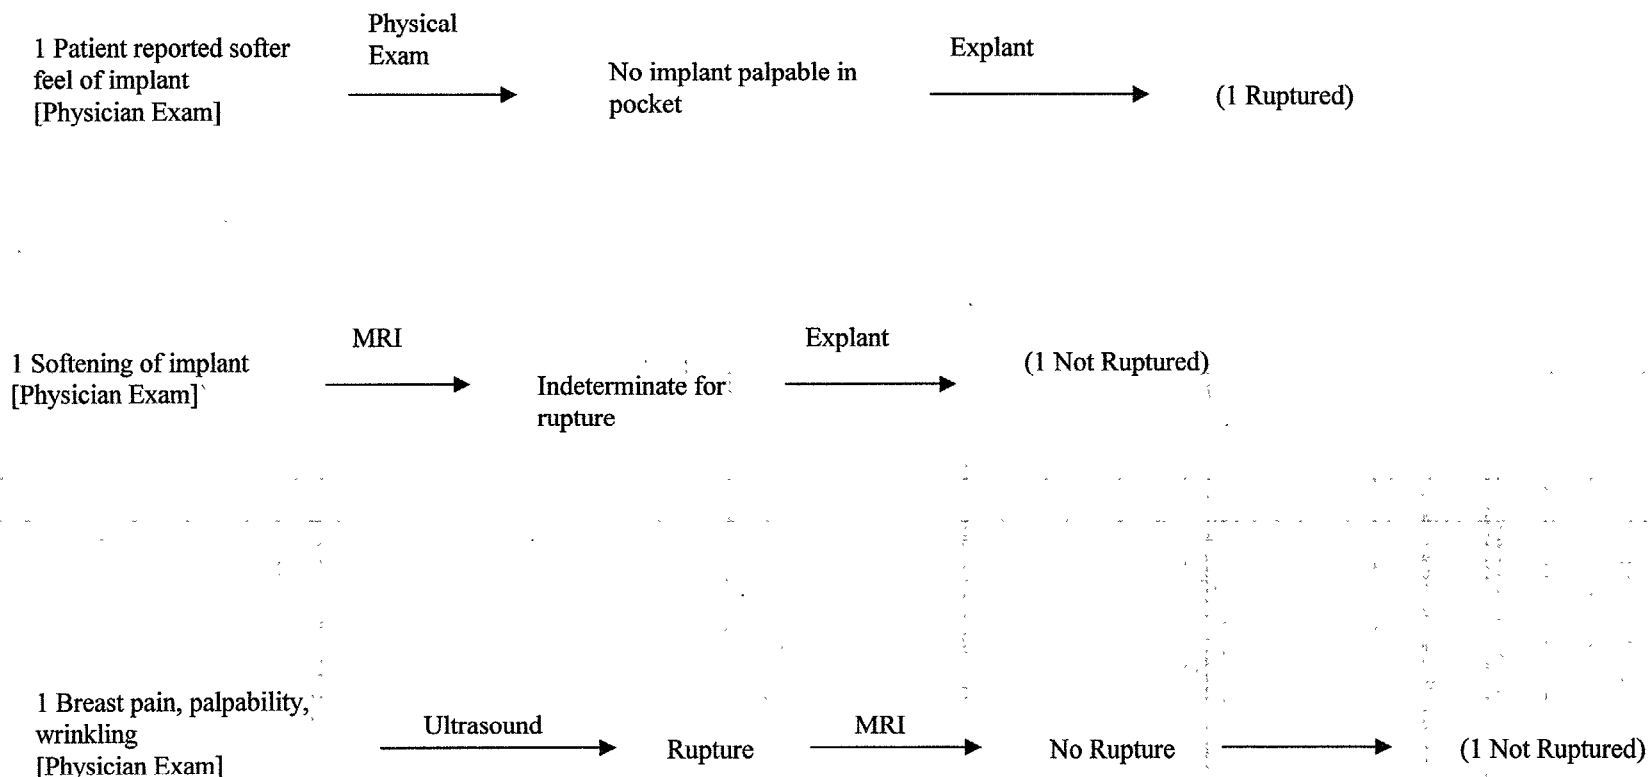 Physical
Exam
1 Patient reported softer
feel of implant
[Physician Exam]
No implant palpable in
pocket
Explant
(1 Ruptured)
MRI
1 Softening of implant
[Physician Exam]
Indeterminate for
rupture
Explant
(1 Not Ruptured)
1 Breast pain, palpability,
wrinkling
[Physician Exam]
Ultrasound
Rupture
MRI
No Rupture
(1 Not Ruptured)